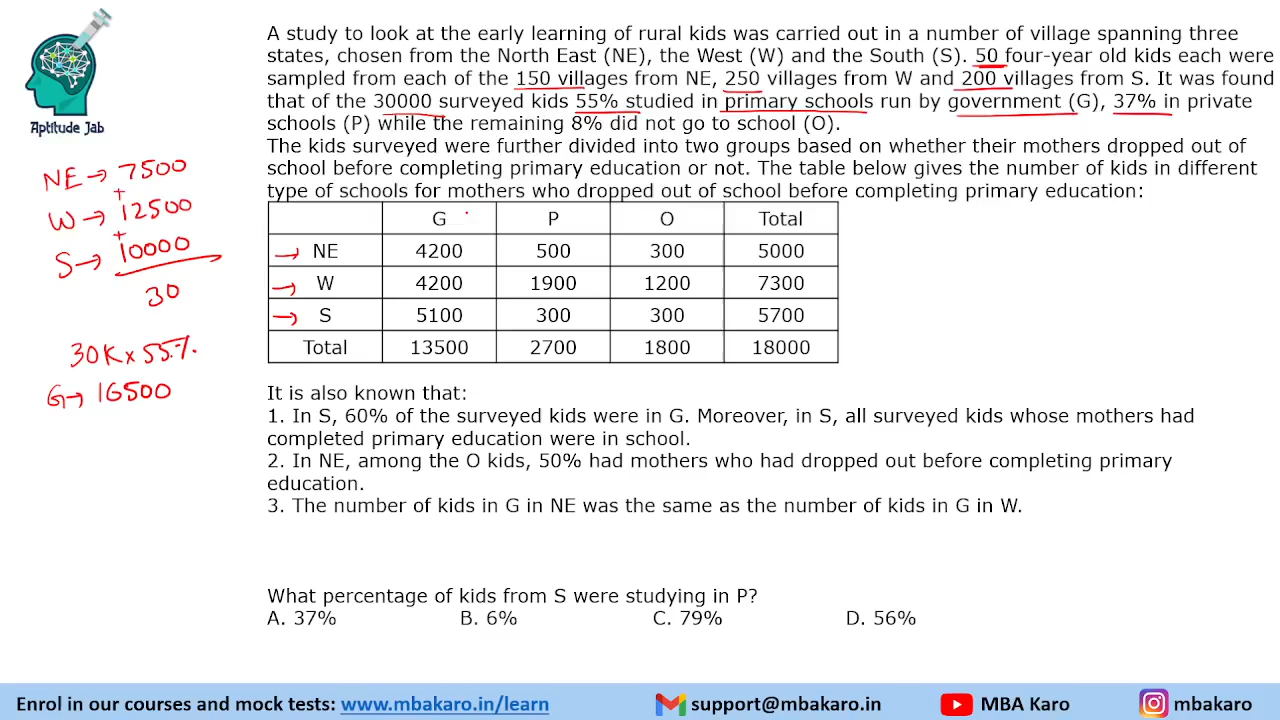 A study to look at the early learning of rural kids was carried out in a number of village spanning three
states, chosen from the North East (NE), the West (W) and the South (S). 50 four-year old kids each were
sampled from each of the 150 villages from NE, 250 villages from W and 200 villages from S. It was found
that of the 30000 surveyed kids 55% studied in primary schools run by government (G), 37% in private
schools (P) while the remaining 8% did not go to school (O).
The kids surveyed were further divided into two groups based on whether their mothers dropped out of
school before completing primary education or not. The table below gives the number of kids in different
type of schools for mothers who dropped out of school before completing primary education:
Aptitude Jab
NE→ 7500
+
W→ 12500
+
S→ 10000
30
30K x 55%
G→ 16500
G P O Total
→ NE 4200 500 300 5000
→ W 4200 1900 1200 7300
→ S 5100 300 300 5700
Total 13500 2700 1800 18000
It is also known that:
1. In S, 60% of the surveyed kids were in G. Moreover, in S, all surveyed kids whose mothers had
completed primary education were in school.
2. In NE, among the O kids, 50% had mothers who had dropped out before completing primary
education.
3. The number of kids in G in NE was the same as the number of kids in G in W.
What percentage of kids from S were studying in P?
A. 37% B. 6% C. 79% D. 56%
Enrol in our courses and mock tests: www.mbakaro.in/learn support@mbakaro.in MBA Karo mbakaro